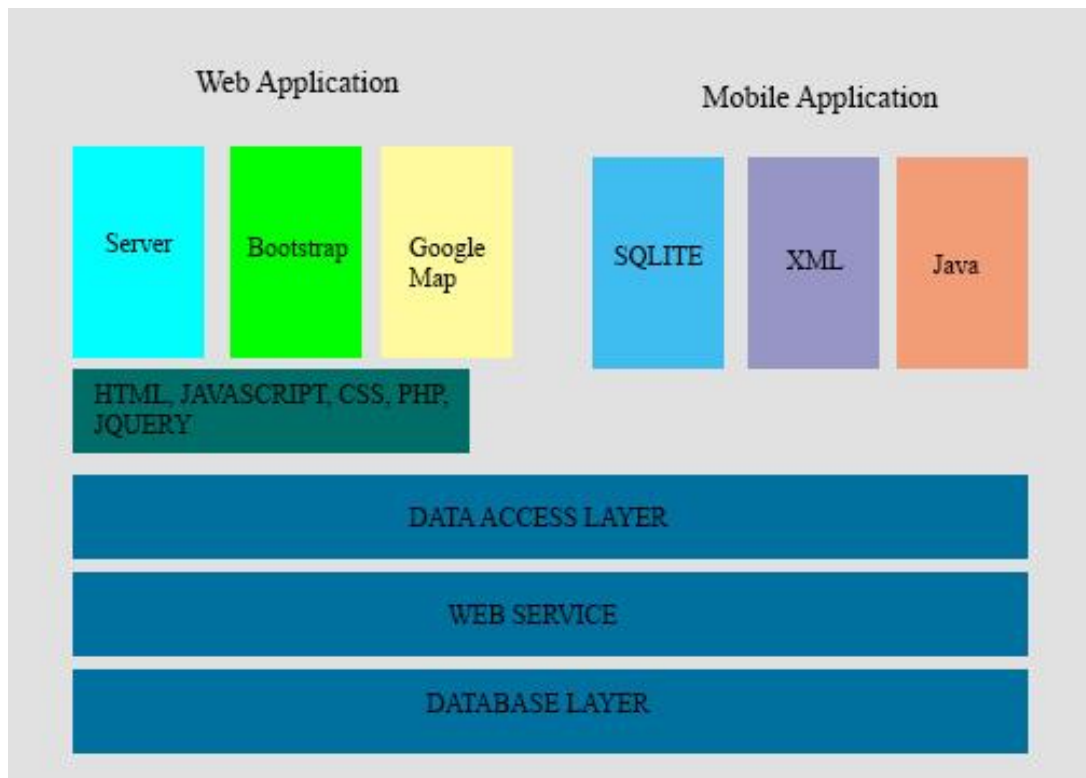 Web Application
Mobile Application
Server
Bootstrap
Google
Map
SQLITE
XML
Java
HTML, JAVASCRIPT, CSS, PHP,
JQUERY
DATA ACCESS LAYER
WEB SERVICE
DATABASE LAYER